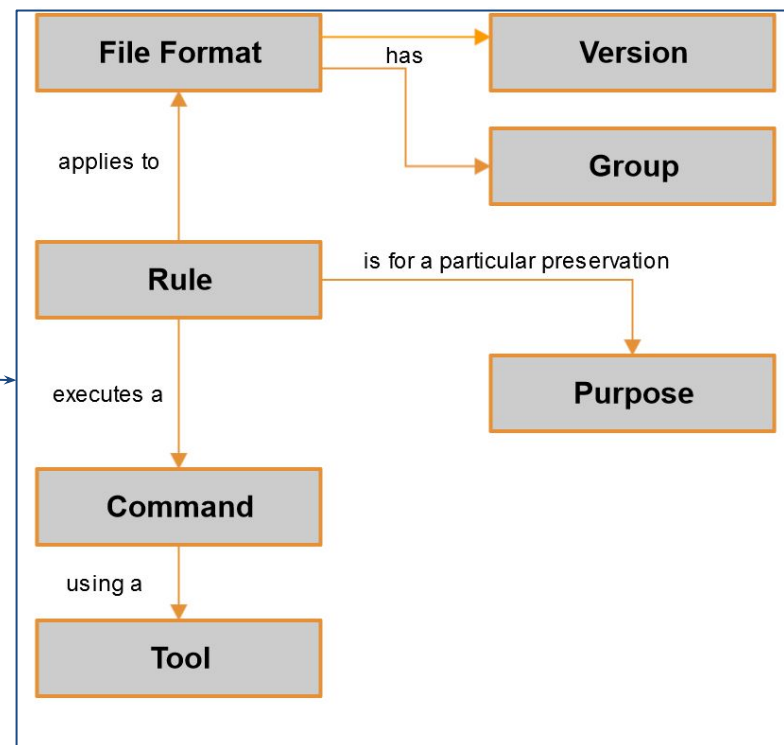 File Format
Version
has
Group
applies to
Rule
is for a particular preservation
Purpose
executes a
Command
using a
Tool